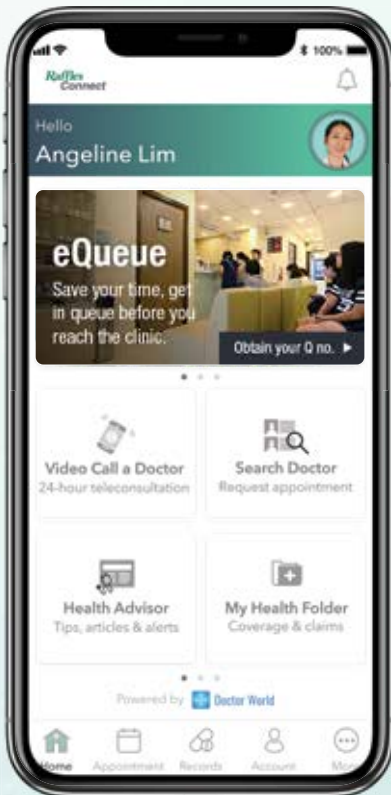 100%
Raffles
Connect
Hello
Angeline Lim
eQueue
Save your time, get
in queue before you
reach the clinic.
Obtain your Q no.
Video Call a Doctor
24-hour teleconsultation
Search Doctor
Request appointment
Health Advisor
Tips, articles & alerts
My Health Folder
Coverage & claims
Powered by Doctor World
Home Appointment Records Account More